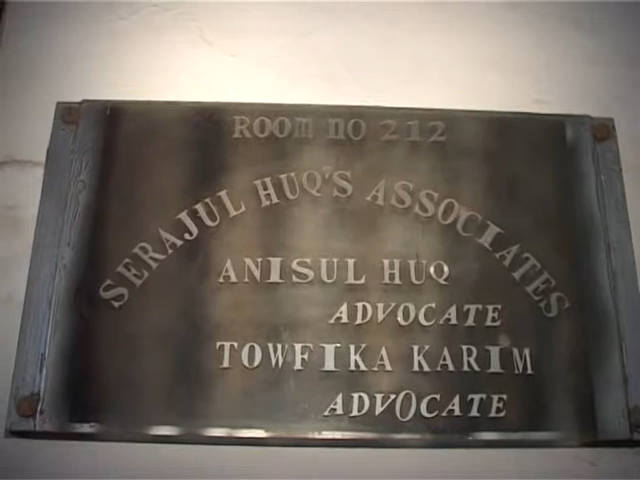 ROOM NO 212
SERAJUL HUQ'S ASSOCIATES
ANISUL HUQ
ADVOCATE
TOWFIKA KARIM
ADVOCATE